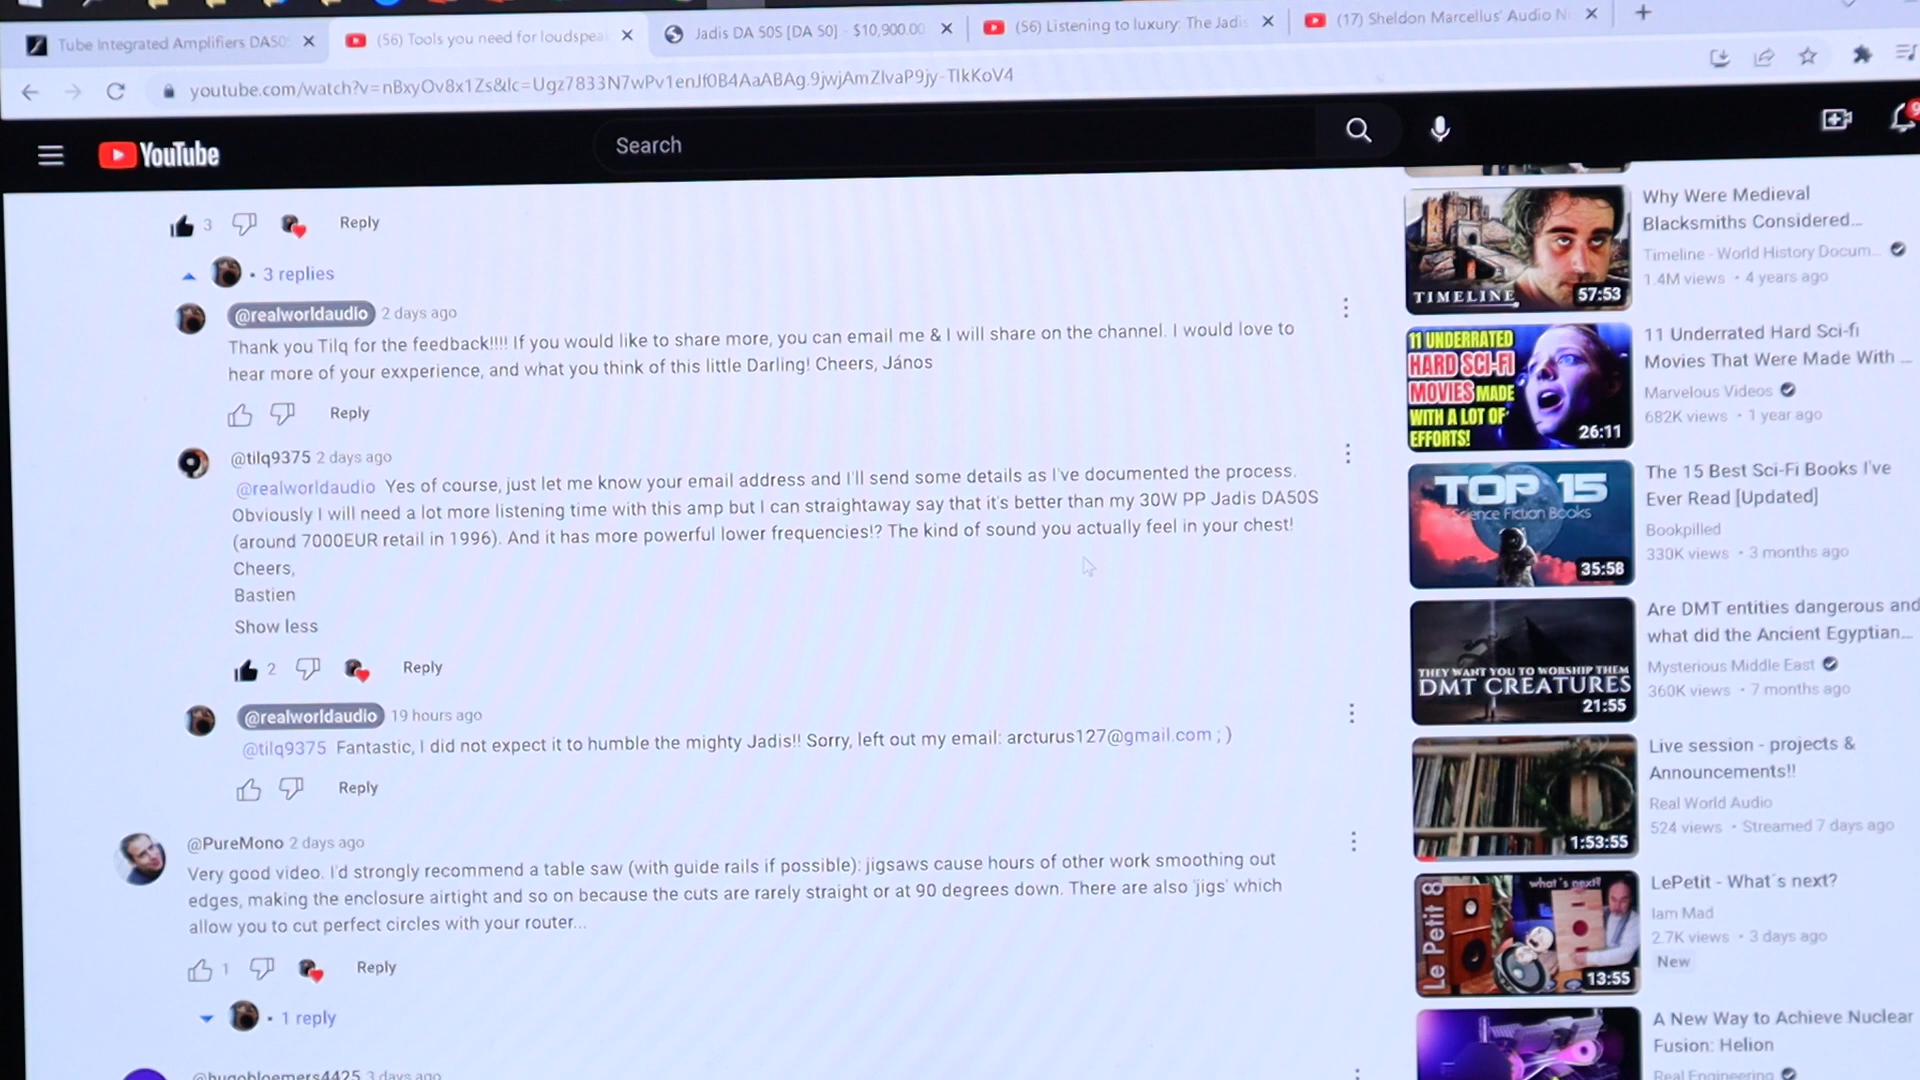 Tube Integrated Amplifiers DA50
(56) Tools you need for loudspea
Jadis DA 50S [DA 50] - $10,900.00
(56) Listening to luxury: The Jadis
(17) Sheldon Marcellus' Audio N
youtube.com/watch?v=nBxyOv8x1Zs&lc=Ugz7833N7wPv1enJf0B4AaABAg.9jwjAmZlvaP9jy-TIkKoV4
YouTube
Search
9
3
Reply
3 replies
@realworldaudio 2 days ago
Thank you Tilq for the feedback!!!! If you would like to share more, you can email me & I will share on the channel. I would love to
hear more of your exxperience, and what you think of this little Darling! Cheers, János
Reply
@tilq9375 2 days ago
@realworldaudio Yes of course, just let me know your email address and I'll send some details as I've documented the process.
Obviously I will need a lot more listening time with this amp but I can straightaway say that it's better than my 30W PP Jadis DA50S
(around 7000EUR retail in 1996). And it has more powerful lower frequencies!? The kind of sound you actually feel in your chest!
Cheers,
Bastien
Show less
2
Reply
@realworldaudio 19 hours ago
@tilq9375 Fantastic, I did not expect it to humble the mighty Jadis!! Sorry, left out my email: arcturus127@gmail.com ; )
Reply
@PureMono 2 days ago
Very good video. I'd strongly recommend a table saw (with guide rails if possible): jigsaws cause hours of other work smoothing out
edges, making the enclosure airtight and so on because the cuts are rarely straight or at 90 degrees down. There are also 'jigs' which
allow you to cut perfect circles with your router...
1
Reply
1 reply
@hugobloemers4425 3 days ago
TIMELINE
57:53
Why Were Medieval
Blacksmiths Considered...
Timeline - World History Docum...
1.4M views • 4 years ago
11 UNDERRATED
HARD SCI-FI
MOVIES MADE
WITH A LOT OF
EFFORTS!
26:11
11 Underrated Hard Sci-fi
Movies That Were Made With ...
Marvelous Videos
682K views • 1 year ago
TOP 15
Science Fiction Books
35:58
The 15 Best Sci-Fi Books I've
Ever Read [Updated]
Bookpilled
330K views • 3 months ago
THEY WANT YOU TO WORSHIP THEM
DMT CREATURES
21:55
Are DMT entities dangerous and
what did the Ancient Egyptian...
Mysterious Middle East
360K views • 7 months ago
1:53:55
Live session - projects &
Announcements!!
Real World Audio
524 views • Streamed 7 days ago
Le Petit 8
what's next?
13:55
LePetit - What´s next?
Iam Mad
2.7K views • 3 days ago
New
A New Way to Achieve Nuclear
Fusion: Helion
Real Engineering